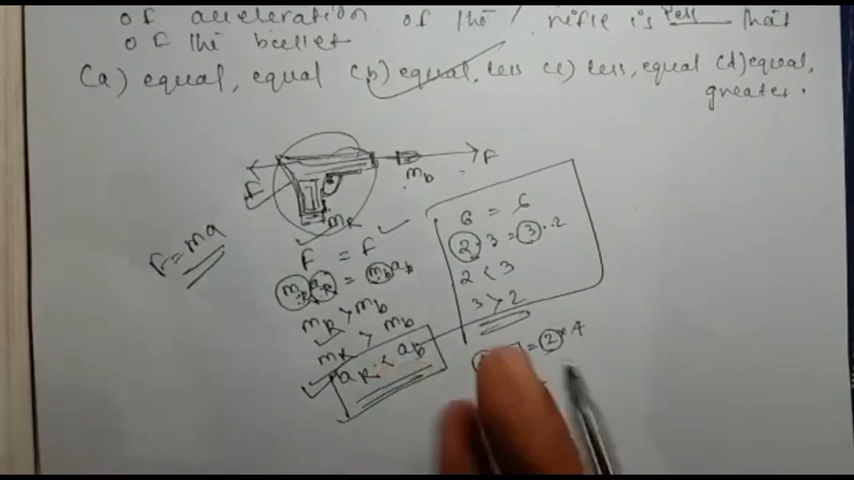 of acceleration of the rifle is less that
of the bullet
(a) equal, equal (b) equal, less (c) less, equal (d) equal,
greater.
F
F
mb
mR
F=ma
F = F
mR aR = mb ab
mR > mb
mR > mb
aR < ab
6 = 6
2·3 = 3·2
2 < 3
3 > 2
= 2*4